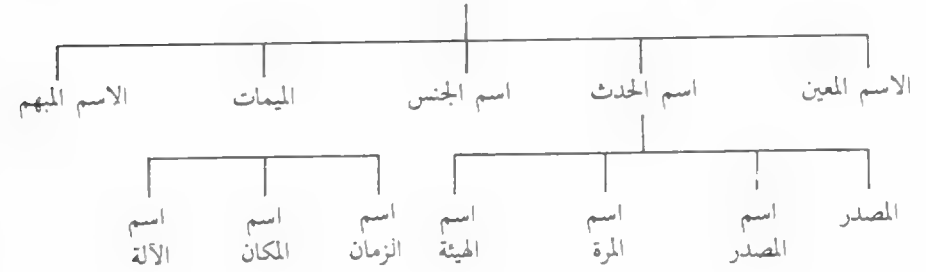 الاسم المعين اسم الحدث اسم الجنس الميمات الاسم المبهم
المصدر اسم المصدر اسم المرة اسم الهيئة اسم الزمان اسم المكان اسم الآلة